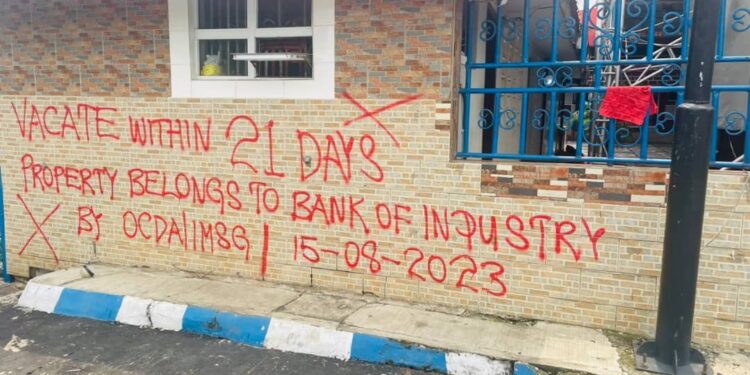 VACATE WITHIN 21 DAYS
PROPERTY BELONGS TO BANK OF INDUSTRY
BY OCDA/IMSG | 15-08-2023